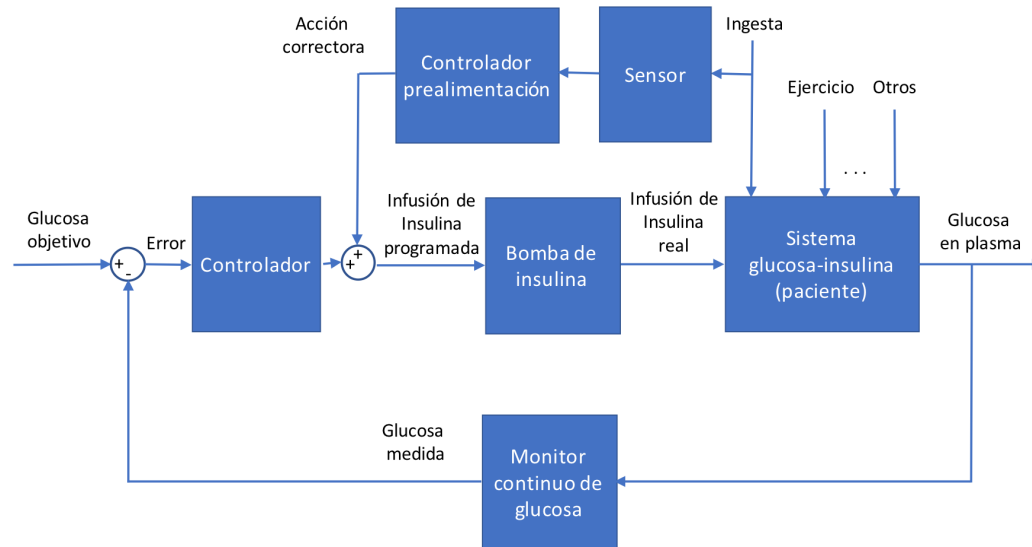 Acción
correctora
Controlador
prealimentación
Sensor
Ingesta
Ejercicio
Otros
. . .
Glucosa
objetivo
+
-
Error
Controlador
+
+
Infusión de
Insulina
programada
Bomba de
insulina
Infusión de
Insulina
real
Sistema
glucosa-insulina
(paciente)
Glucosa
en plasma
Glucosa
medida
Monitor
continuo de
glucosa